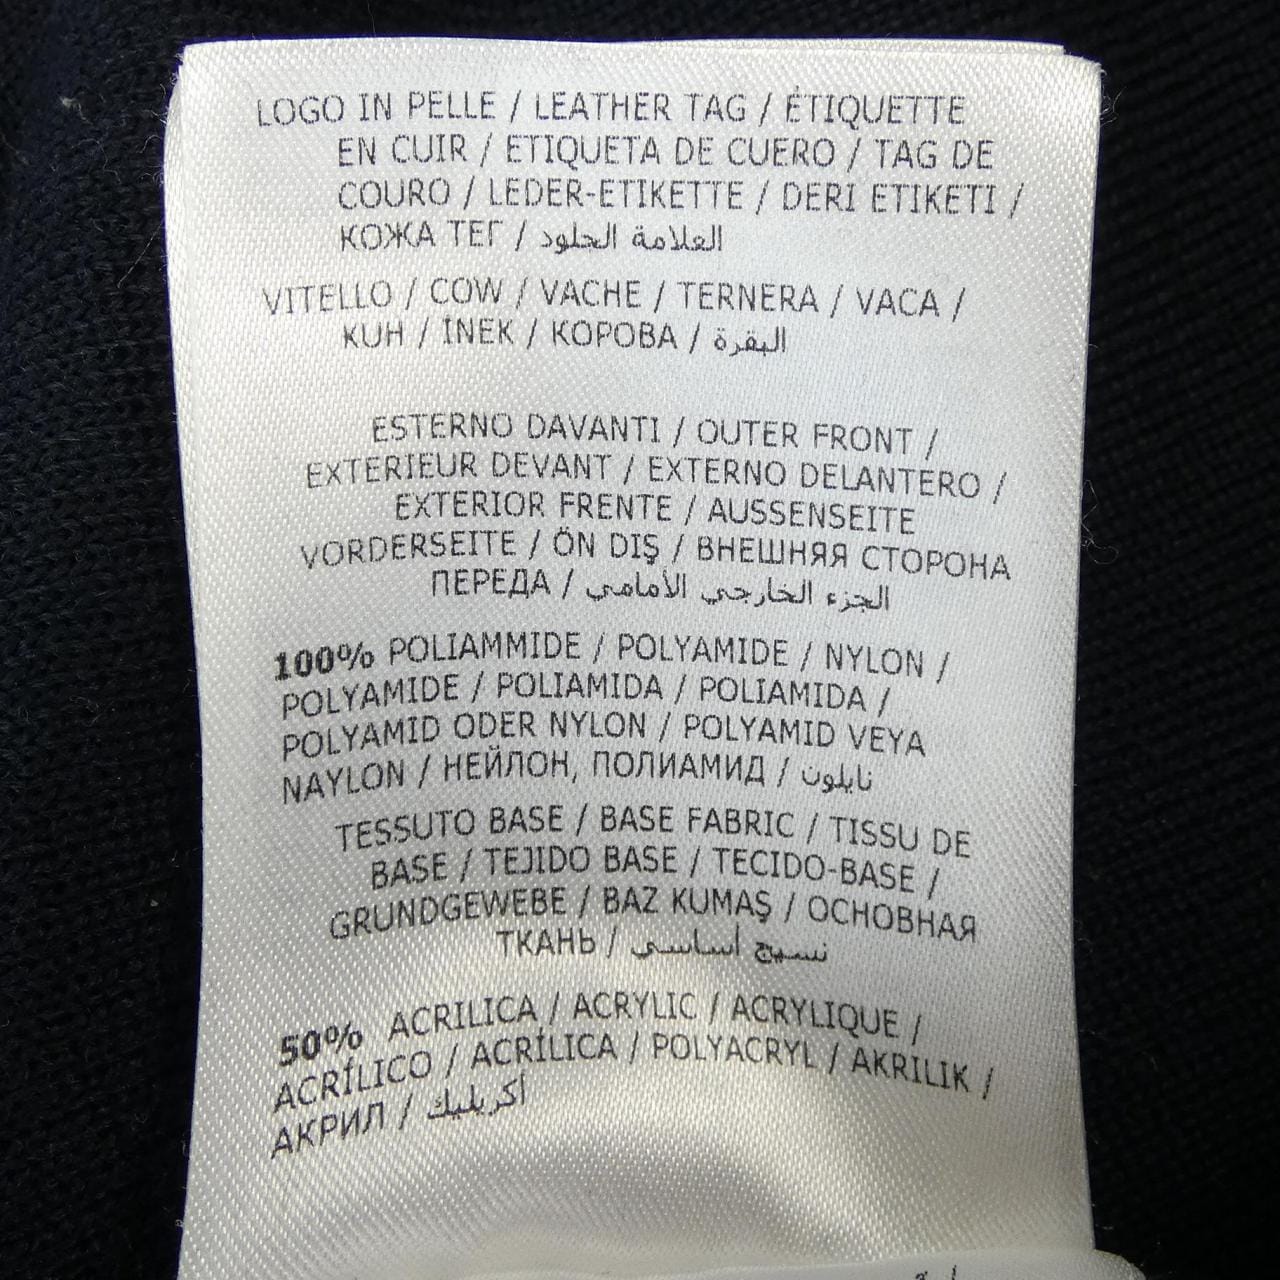 LOGO IN PELLE / LEATHER TAG / ÉTIQUETTE
EN CUIR / ETIQUETA DE CUERO / TAG DE
COURO / LEDER-ETIKETTE / DERI ETIKETI /
КОЖА ТЕГ / العلامة الجلود
VITELLO / COW / VACHE / TERNERA / VACA /
KUH / İNEK / КОРОВА / البقرة
ESTERNO DAVANTI / OUTER FRONT /
EXTERIEUR DEVANT / EXTERNO DELANTERO /
EXTERIOR FRENTE / AUSSENSEITE
VORDERSEITE / ÖN DIŞ / ВНЕШНЯЯ СТОРОНА
ПЕРЕДА / الجزء الخارجي الأمامي
100% POLIAMMIDE / POLYAMIDE / NYLON /
POLYAMIDE / POLIAMIDA / POLIAMIDA /
POLYAMID ODER NYLON / POLYAMID VEYA
NAYLON / НЕЙЛОН, ПОЛИАМИД / نايلون
TESSUTO BASE / BASE FABRIC / TISSU DE
BASE / TEJIDO BASE / TECIDO-BASE /
GRUNDGEWEBE / BAZ KUMAŞ / ОСНОВНАЯ
ТКАНЬ / نسيج أساسي
50% ACRILICA / ACRYLIC / ACRYLIQUE /
ACRÍLICO / ACRÍLICA / POLYACRYL / AKRILIK /
АКРИЛ / أكريليك